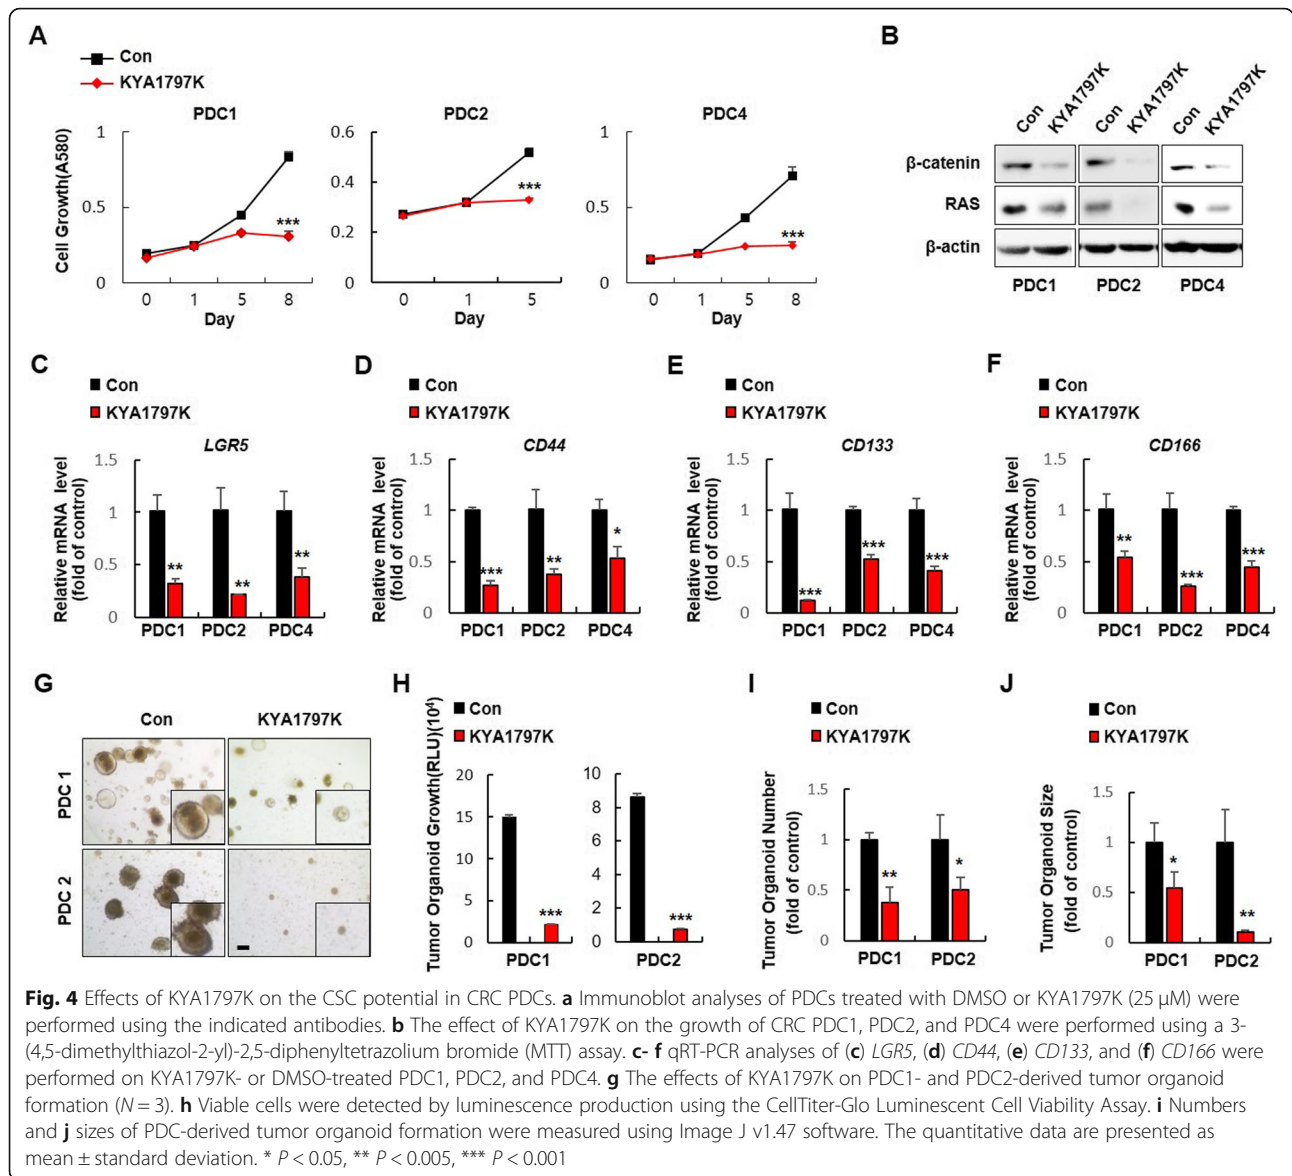 A
Con
KYA1797K
PDC1
PDC2
PDC4
Cell Growth(A580)
1
0.5
0
0.6
0.4
0.2
0
1
0.5
0
0 1 5 8
0 1 5
0 1 5 8
Day
Day
Day
B
Con KYA1797K Con KYA1797K Con KYA1797K
β-catenin
RAS
β-actin
PDC1 PDC2 PDC4
C
Con
KYA1797K
LGR5
Relative mRNA level
(fold of control)
1.5
1
0.5
0
** ** **
PDC1 PDC2 PDC4
D
Con
KYA1797K
CD44
Relative mRNA level
(fold of control)
1.5
1
0.5
0
*** ** *
PDC1 PDC2 PDC4
E
Con
KYA1797K
CD133
Relative mRNA level
(fold of control)
1.5
1
0.5
0
*** *** ***
PDC1 PDC2 PDC4
F
Con
KYA1797K
CD166
Relative mRNA level
(fold of control)
1.5
1
0.5
0
** *** ***
PDC1 PDC2 PDC4
G
Con KYA1797K
PDC 1
PDC 2
H
Con
KYA1797K
Tumor Organoid Growth(RLU)(10⁴)
20
15
10
5
0
***
PDC1
10
8
6
4
2
0
***
PDC2
I
Con
KYA1797K
Tumor Organoid Number
(fold of control)
1.5
1
0.5
0
** *
PDC1 PDC2
J
Con
KYA1797K
Tumor Organoid Size
(fold of control)
1.5
1
0.5
0
* **
PDC1 PDC2
Fig. 4 Effects of KYA1797K on the CSC potential in CRC PDCs. a Immunoblot analyses of PDCs treated with DMSO or KYA1797K (25 μM) were
performed using the indicated antibodies. b The effect of KYA1797K on the growth of CRC PDC1, PDC2, and PDC4 were performed using a 3-
(4,5-dimethylthiazol-2-yl)-2,5-diphenyltetrazolium bromide (MTT) assay. c- f qRT-PCR analyses of (c) LGR5, (d) CD44, (e) CD133, and (f) CD166 were
performed on KYA1797K- or DMSO-treated PDC1, PDC2, and PDC4. g The effects of KYA1797K on PDC1- and PDC2-derived tumor organoid
formation (N = 3). h Viable cells were detected by luminescence production using the CellTiter-Glo Luminescent Cell Viability Assay. i Numbers
and j sizes of PDC-derived tumor organoid formation were measured using Image J v1.47 software. The quantitative data are presented as
mean ± standard deviation. * P < 0.05, ** P < 0.005, *** P < 0.001